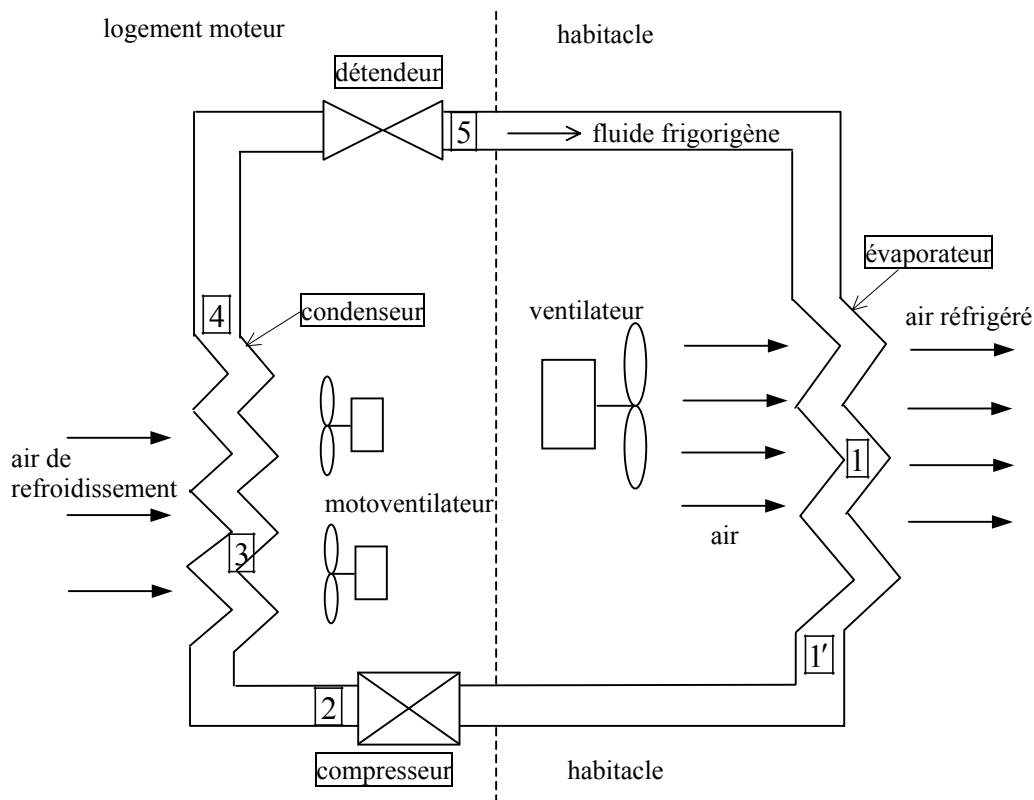 logement moteur
habitacle
détendeur
5
fluide frigorigène
évaporateur
4
condenseur
ventilateur
air réfrigéré
air de
refroidissement
1
motoventilateur
air
3
1'
2
compresseur
habitacle